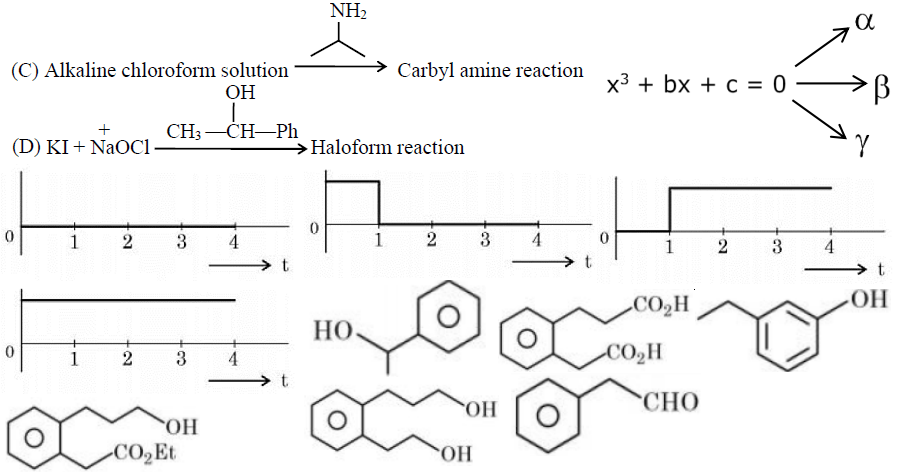 NH₂
(C) Alkaline chloroform solution ⟶ Carbyl amine reaction
α
x³ + bx + c = 0
β
γ
OH
CH₃—CH—Ph
+
(D) KI + NaOCl ⟶ Haloform reaction
0 1 2 3 4
t
0 1 2 3 4
t
0 1 2 3 4
t
0 1 2 3 4
t
HO
CO₂H
CO₂H
OH
OH
CO₂Et
OH
OH
CHO